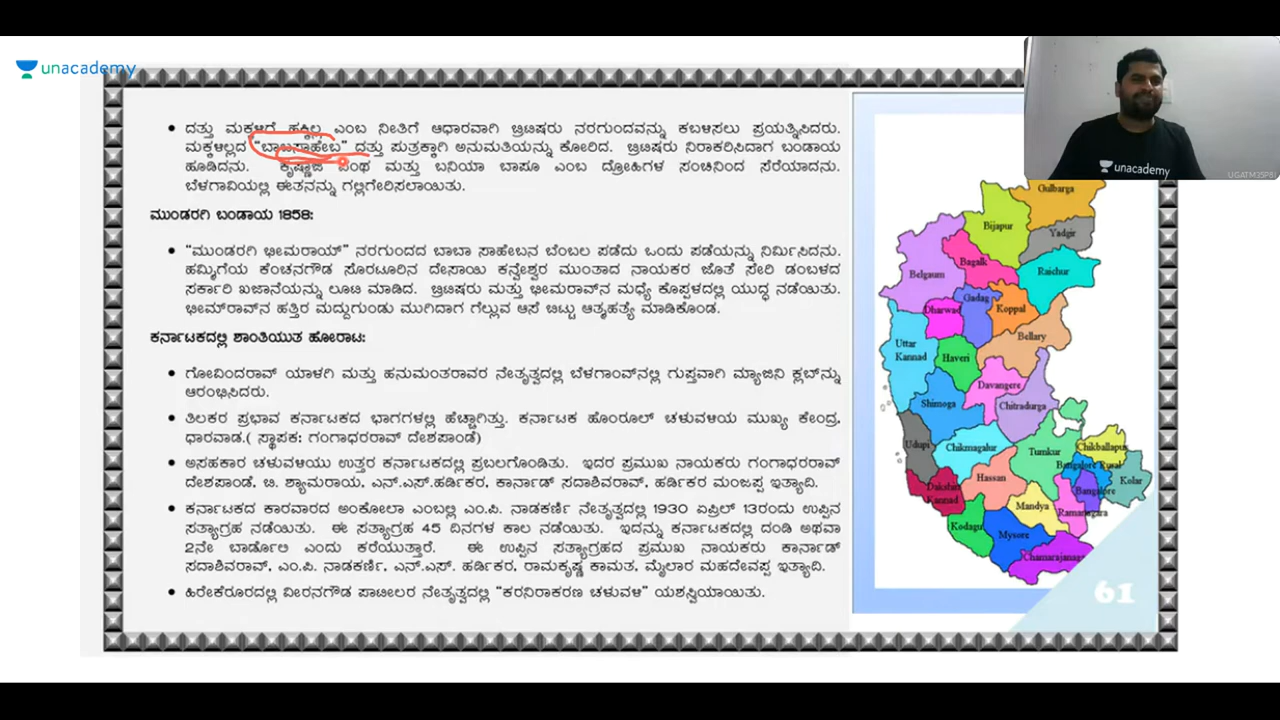 unacademy
ದತ್ತು ಮಕ್ಕಳಿಗೆ ಹಕ್ಕಿಲ್ಲ ಎಂಬ ನೀತಿಗೆ ಆಧಾರವಾಗಿ ಬ್ರಿಟಿಷರು ನರಗುಂದವನ್ನು ಕಬಳಿಸಲು ಪ್ರಯತ್ನಿಸಿದರು.
ಮಕ್ಕಳಿಲ್ಲದ "ಬಾಬಾಸಾಹೇಬ" ದತ್ತು ಪುತ್ರಕ್ಕಾಗಿ ಅನುಮತಿಯನ್ನು ಕೋರಿದ. ಬ್ರಿಟಿಷರು ನಿರಾಕರಿಸಿದಾಗ ಬಂಡಾಯ
ಹೂಡಿದನು. ಕೃಷ್ಣಾಜಿ ಪಂಥ ಮತ್ತು ಬನಿಯಾ ಬಾಪೂ ಎಂಬ ದ್ರೋಹಿಗಳ ಸಂಚಿನಿಂದ ಸೆರೆಯಾದನು.
ಬೆಳಗಾವಿಯಲ್ಲಿ ಈತನನ್ನು ಗಲ್ಲಿಗೇರಿಸಲಾಯಿತು.
ಮುಂಡರಗಿ ಬಂಡಾಯ 1858:
"ಮುಂಡರಗಿ ಭೀಮರಾಯ್" ನರಗುಂದದ ಬಾಬಾ ಸಾಹೇಬನ ಬೆಂಬಲ ಪಡೆದು ಒಂದು ಪಡೆಯನ್ನು ನಿರ್ಮಿಸಿದನು.
ಹಮ್ಮಿಗೆಯ ಕೆಂಚನಗೌಡ ಸೊರಟೂರಿನ ದೇಸಾಯಿ ಕನ್ವೇಶ್ವರ ಮುಂತಾದ ನಾಯಕರ ಜೊತೆ ಸೇರಿ ಡಂಬಳದ
ಸರ್ಕಾರಿ ಖಜಾನೆಯನ್ನು ಲೂಟಿ ಮಾಡಿದ. ಬ್ರಿಟಿಷರು ಮತ್ತು ಭೀಮರಾವ್‌ನ ಮಧ್ಯೆ ಕೊಪ್ಪಳದಲ್ಲಿ ಯುದ್ಧ ನಡೆಯಿತು.
ಭೀಮ್‌ರಾವ್‌ನ ಹತ್ತಿರ ಮದ್ದುಗುಂಡು ಮುಗಿದಾಗ ಗೆಲ್ಲುವ ಆಸೆ ಬಿಟ್ಟು ಆತ್ಮಹತ್ಯೆ ಮಾಡಿಕೊಂಡ.
ಕರ್ನಾಟಕದಲ್ಲಿ ಶಾಂತಿಯುತ ಹೋರಾಟ:
ಗೋವಿಂದರಾವ್ ಯಾಳಗಿ ಮತ್ತು ಹನುಮಂತರಾವರ ನೇತೃತ್ವದಲ್ಲಿ ಬೆಳಗಾಂವ್‌ನಲ್ಲಿ ಗುಪ್ತವಾಗಿ ಮ್ಯಾಜಿನಿ ಕ್ಲಬ್‌ನ್ನು
ಆರಂಭಿಸಿದರು.
ತಿಲಕರ ಪ್ರಭಾವ ಕರ್ನಾಟಕದ ಭಾಗಗಳಲ್ಲಿ ಹೆಚ್ಚಾಗಿತ್ತು. ಕರ್ನಾಟಕ ಹೊಂರೂಲ್ ಚಳುವಳಿಯ ಮುಖ್ಯ ಕೇಂದ್ರ,
ಧಾರವಾಡ.( ಸ್ಥಾಪಕ: ಗಂಗಾಧರರಾವ್ ದೇಶಪಾಂಡೆ)
ಅಸಹಕಾರ ಚಳುವಳಿಯು ಉತ್ತರ ಕರ್ನಾಟಕದಲ್ಲಿ ಪ್ರಬಲಗೊಂಡಿತು. ಇದರ ಪ್ರಮುಖ ನಾಯಕರು ಗಂಗಾಧರರಾವ್
ದೇಶಪಾಂಡೆ, ಟಿ. ಶ್ಯಾಮರಾಯ, ಎನ್.ಎಸ್.ಹರ್ಡಿಕರ, ಕಾರ್ನಾಡ್ ಸದಾಶಿವರಾವ್, ಹರ್ಡಿಕರ ಮಂಜಪ್ಪ ಇತ್ಯಾದಿ.
ಕರ್ನಾಟಕದ ಕಾರವಾರದ ಅಂಕೋಲಾ ಎಂಬಲ್ಲಿ ಎಂ.ಪಿ. ನಾಡಕರ್ಣಿ ನೇತೃತ್ವದಲ್ಲಿ 1930 ಏಪ್ರಿಲ್ 13ರಂದು ಉಪ್ಪಿನ
ಸತ್ಯಾಗ್ರಹ ನಡೆಯಿತು. ಈ ಸತ್ಯಾಗ್ರಹ 45 ದಿನಗಳ ಕಾಲ ನಡೆಯಿತು. ಇದನ್ನು ಕರ್ನಾಟಕದಲ್ಲಿ ದಂಡಿ ಅಥವಾ
2ನೇ ಬಾರ್ಡೊಲಿ ಎಂದು ಕರೆಯುತ್ತಾರೆ. ಈ ಉಪ್ಪಿನ ಸತ್ಯಾಗ್ರಹದ ಪ್ರಮುಖ ನಾಯಕರು ಕಾರ್ನಾಡ್
ಸದಾಶಿವರಾವ್, ಎಂ.ಪಿ. ನಾಡಕರ್ಣಿ, ಎನ್.ಎಸ್. ಹರ್ಡಿಕರ, ರಾಮಕೃಷ್ಣ ಕಾಮತ, ಮೈಲಾರ ಮಹದೇವಪ್ಪ ಇತ್ಯಾದಿ.
ಹಿರೇಕೆರೂರದಲ್ಲಿ ವೀರನಗೌಡ ಪಾಟೀಲರ ನೇತೃತ್ವದಲ್ಲಿ "ಕರನಿರಾಕರಣ ಚಳುವಳಿ" ಯಶಸ್ವಿಯಾಯಿತು.
unacademy
UGATM35P8J
Gulbarga
Bijapur
Yadgir
Bagalk
Raichur
Belgaum
Gadag
Koppal
Dharwad
Bellary
Uttar
Kannad
Haveri
Davangere
Shimoga
Chitradurga
Udupi
Chikmagalur
Tumkur
Chikballapur
Bangalore Rural
Kolar
Hassan
Bangalore
Dakshin
Kannad
Mandya
Ramanagara
Kodagu
Mysore
Chamarajanaga
61